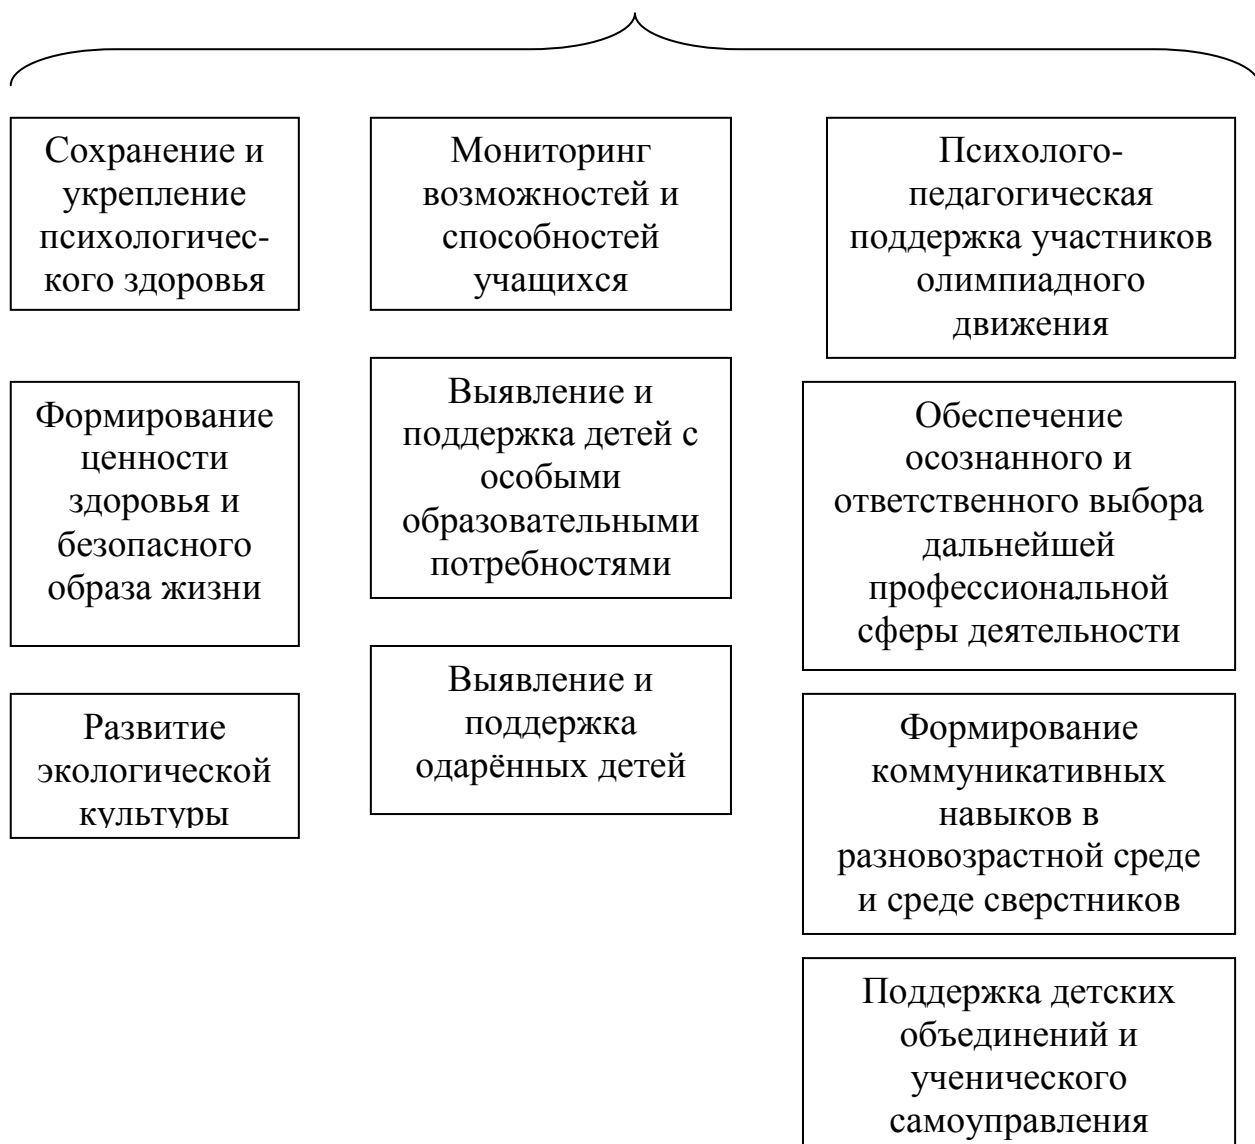 Сохранение и
укрепление
психологичес-
кого здоровья
Формирование
ценности
здоровья и
безопасного
образа жизни
Развитие
экологической
культуры
Мониторинг
возможностей и
способностей
учащихся
Выявление и
поддержка детей с
особыми
образовательными
потребностями
Выявление и
поддержка
одарённых детей
Психолого-
педагогическая
поддержка участников
олимпиадного
движения
Обеспечение
осознанного и
ответственного выбора
дальнейшей
профессиональной
сферы деятельности
Формирование
коммуникативных
навыков в
разновозрастной среде
и среде сверстников
Поддержка детских
объединений и
ученического
самоуправления